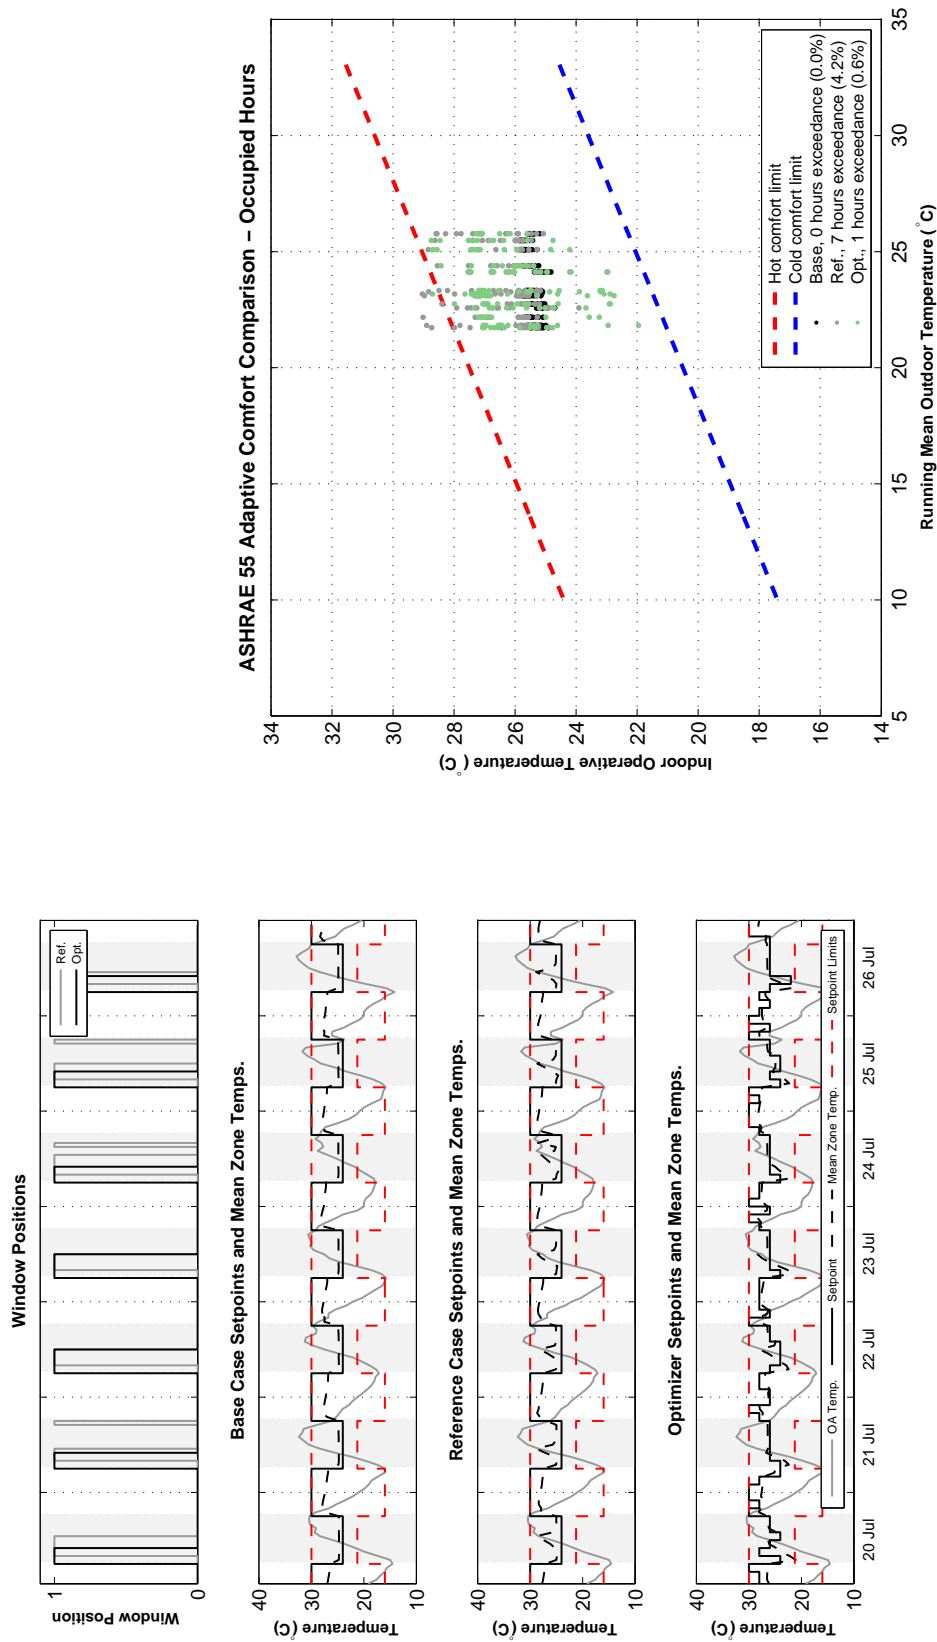 Window Positions
Window Position
1
0
Ref.
Opt.
Base Case Setpoints and Mean Zone Temps.
Temperature (°C)
40
30
20
10
Reference Case Setpoints and Mean Zone Temps.
Temperature (°C)
40
30
20
10
Optimizer Setpoints and Mean Zone Temps.
Temperature (°C)
40
30
20
10
20 Jul
21 Jul
22 Jul
23 Jul
24 Jul
25 Jul
26 Jul
OA Temp.
Setpoint
Mean Zone Temp.
Setpoint Limits
ASHRAE 55 Adaptive Comfort Comparison – Occupied Hours
Indoor Operative Temperature (°C)
34
32
30
28
26
24
22
20
18
16
14
5
10
15
20
25
30
35
Running Mean Outdoor Temperature (°C)
Hot comfort limit
Cold comfort limit
Base, 0 hours exceedance (0.0%)
Ref., 7 hours exceedance (4.2%)
Opt., 1 hours exceedance (0.6%)